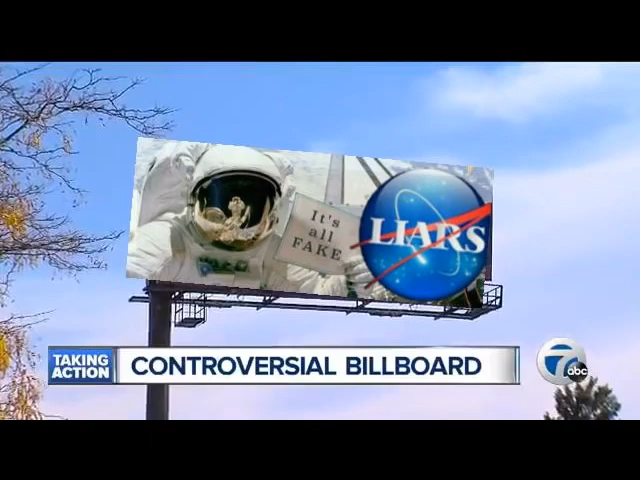 It's
all
FAKE
LIARS
TAKING
ACTION
CONTROVERSIAL BILLBOARD
7
abc